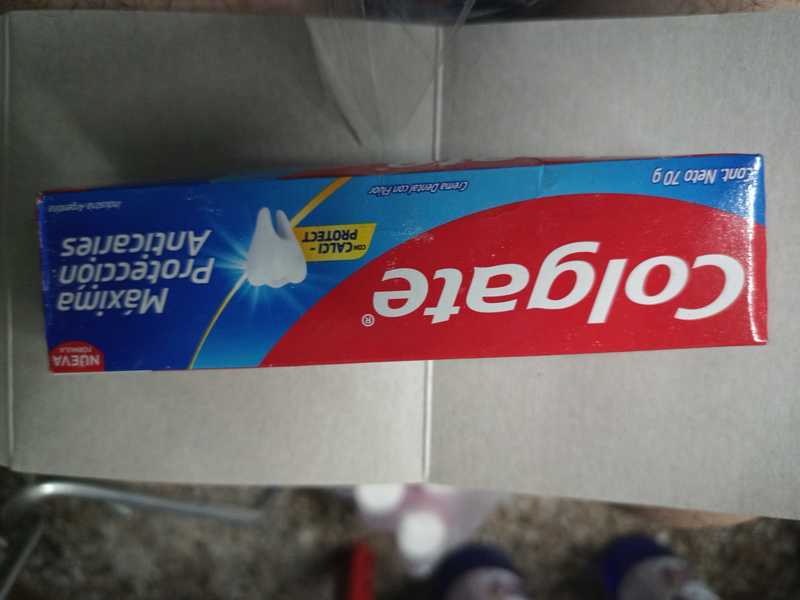 Colgate®
Cont. Neto 70 g
Crema Dental con Flúor
CON CALCI-
PROTECT
Máxima
Protección
Anticaries
NUEVA
FÓRMULA
Industria Argentina